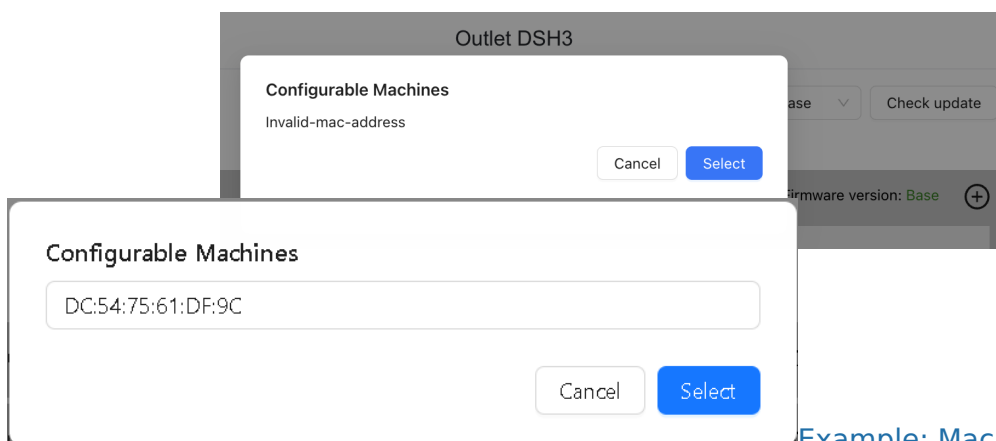 Outlet DSH3
Configurable Machines
Invalid-mac-address
Cancel Select
ase Check update
Firmware version: Base
Configurable Machines
DC:54:75:61:DF:9C
Cancel Select
Example: Mac